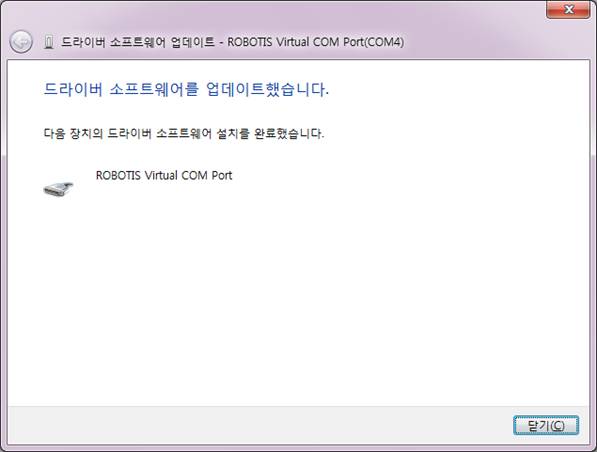 드라이버 소프트웨어 업데이트 - ROBOTIS Virtual COM Port(COM4)
드라이버 소프트웨어를 업데이트했습니다.
다음 장치의 드라이버 소프트웨어 설치를 완료했습니다.
ROBOTIS Virtual COM Port
닫기(C)